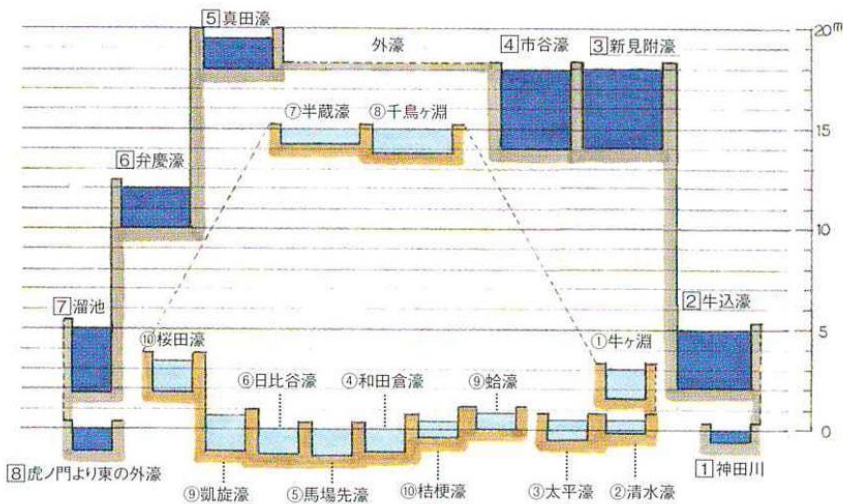 5 真田濠
外濠
4 市谷濠
3 新見附濠
20m
⑦半蔵濠
⑧千鳥ヶ淵
15
6 弁慶濠
10
7 溜池
2 牛込濠
⑩桜田濠
①牛ヶ淵
5
⑥日比谷濠
④和田倉濠
⑨蛤濠
0
8 虎ノ門より東の外濠
1 神田川
⑨凱旋濠
⑤馬場先濠
⑩桔梗濠
③太平濠
②清水濠